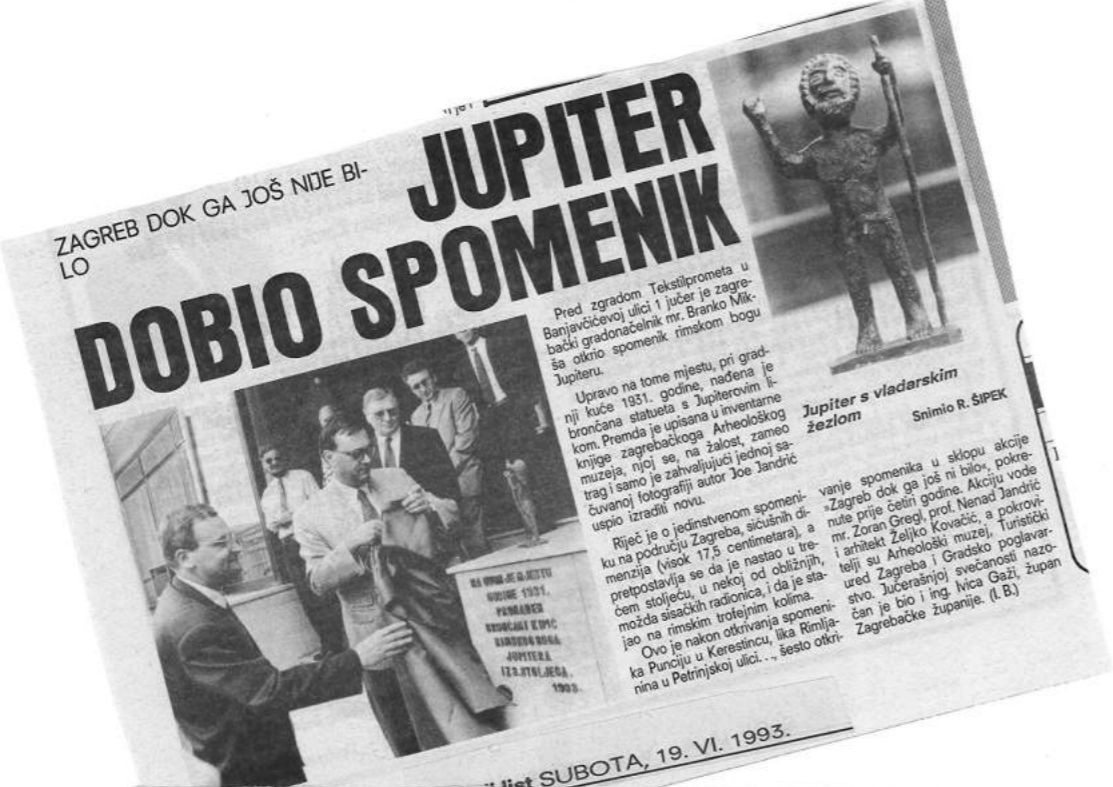 ZAGREB DOK GA JOŠ NIJE BI-
LO
JUPITER
DOBIO SPOMENIK
Pred zgradom Tekstilprometa u
Banjavčićevoj ulici 1 jučer je zagre-
bački gradonačelnik mr. Branko Mik-
ša otkrio spomenik rimskom bogu
Jupiteru.
Upravo na tome mjestu, pri grad-
nji kuće 1931. godine, nađena je
brončana statueta s Jupiterovim li-
kom. Premda je upisana u inventarne
knjige zagrebačkoga Arheološkog
muzeja, njoj se, na žalost, zameo
trag i samo je zahvaljujući jednoj sa-
čuvanoj fotografiji autor Joe Jandrić
uspio izraditi novu.
Riječ je o jedinstvenom spomeni-
ku na području Zagreba, sićušnih di-
menzija (visok 17,5 centimetara), a
pretpostavlja se da je nastao u tre-
ćem stoljeću, u nekoj od obližnjih,
možda sisačkih radionica, i da je sta-
jao na rimskim trofejnim kolima.
Ovo je nakon otkrivanja spomeni-
ka Punciju u Kerestincu, lika Rimlja-
nina u Petrinjskoj ulici. . ., šesto otkri-
vanje spomenika u sklopu akcije
»Zagreb dok ga još ni bilo«, pokre-
nute prije četiri godine. Akciju vode
mr. Zoran Gregl, prof. Nenad Jandrić
i arhitekt Željko Kovačić, a pokrovi-
telji su Arheološki muzej, Turistički
ured Zagreba i Gradsko poglavar-
stvo. Jučerašnjoj svečanosti nazo-
čan je bio i ing. Ivica Gaži, župan
Zagrebačke županije. (I. B.)
Jupiter s vladarskim
žezlom
Snimio R. ŠIPEK
NA OVOM JE MJESTU
GODINE 1931.
PRONAĐEN
BRONČANI KIPIĆ
RIMSKOG BOGA
JUPITERA
IZ 3. STOLJEĆA.
1993.
list SUBOTA, 19. VI. 1993.